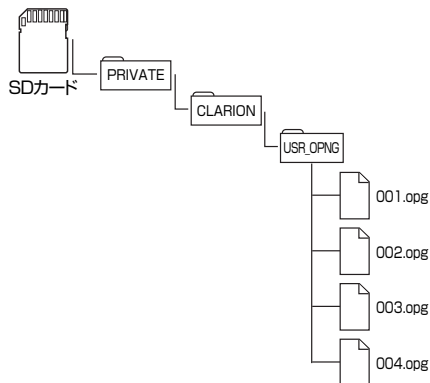 SDカード
PRIVATE
CLARION
USR_OPNG
001.opg
002.opg
003.opg
004.opg